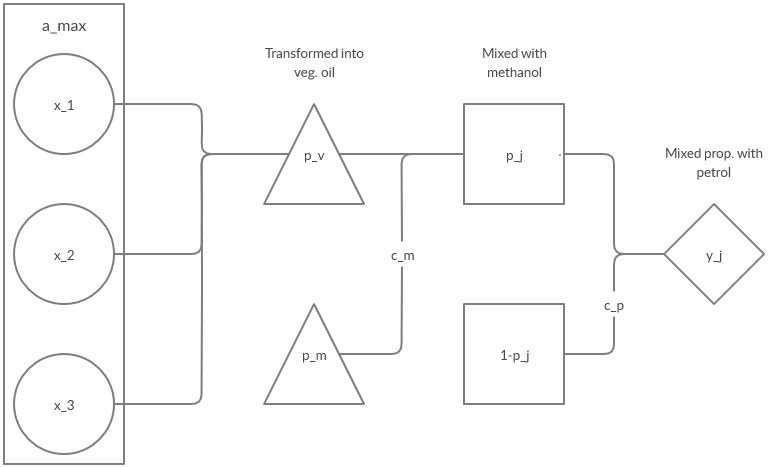 a_max
x_1
x_2
x_3
Transformed into
veg. oil
p_v
p_m
c_m
Mixed with
methanol
p_j
1-p_j
c_p
Mixed prop. with
petrol
y_j